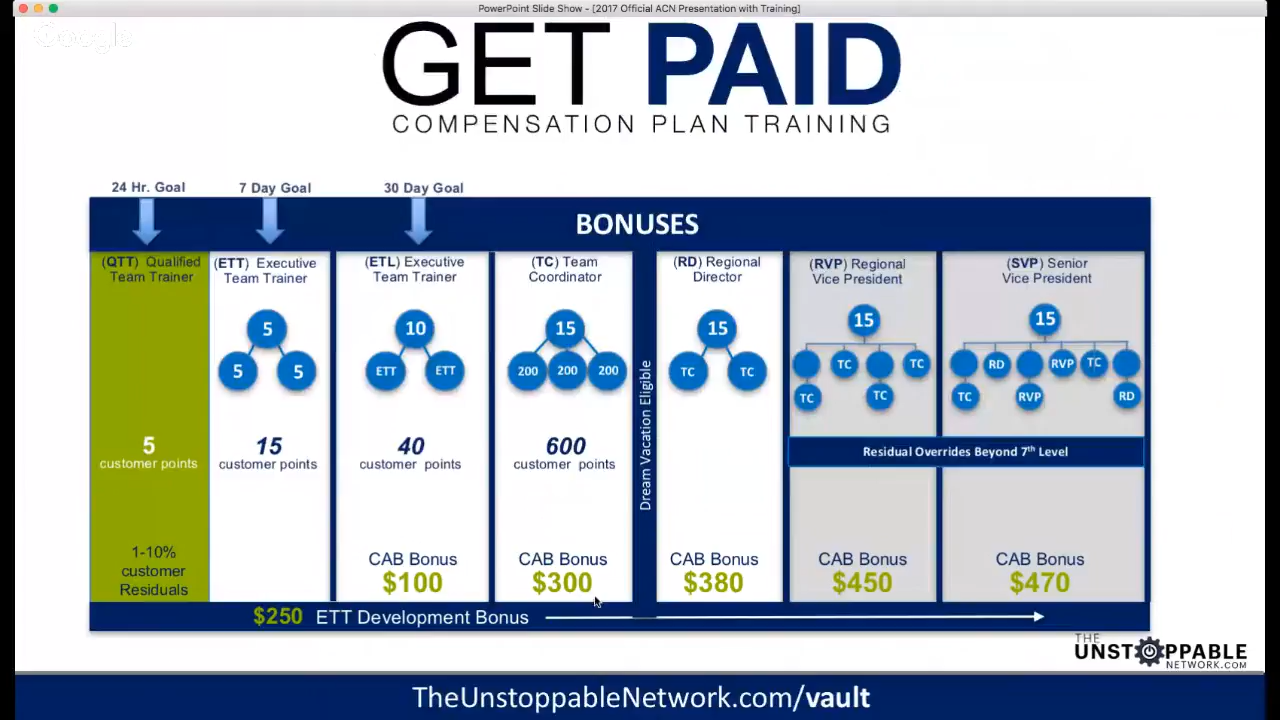 PowerPoint Slide Show - [2017 Official ACN Presentation with Training]
Google
GET PAID
COMPENSATION PLAN TRAINING
24 Hr. Goal
7 Day Goal
30 Day Goal
BONUSES
(QTT) Qualified
Team Trainer
5
customer points
1-10%
customer
Residuals
(ETT) Executive
Team Trainer
5
5 5
15
customer points
(ETL) Executive
Team Trainer
10
ETT ETT
40
customer points
CAB Bonus
$100
(TC) Team
Coordinator
15
200 200 200
600
customer points
CAB Bonus
$300
Dream Vacation Eligible
(RD) Regional
Director
15
TC TC
CAB Bonus
$380
(RVP) Regional
Vice President
15
TC TC
TC TC
CAB Bonus
$450
(SVP) Senior
Vice President
15
RD RVP TC
TC RVP RD
Residual Overrides Beyond 7th Level
CAB Bonus
$470
$250 ETT Development Bonus
THE
UNSTOPPABLE
NETWORK.COM
TheUnstoppableNetwork.com/vault